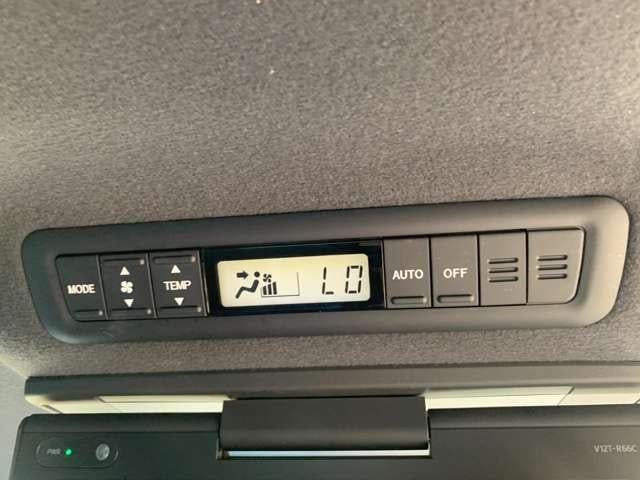 MODE
TEMP
LO
AUTO
OFF
PWR
V12T-R66C